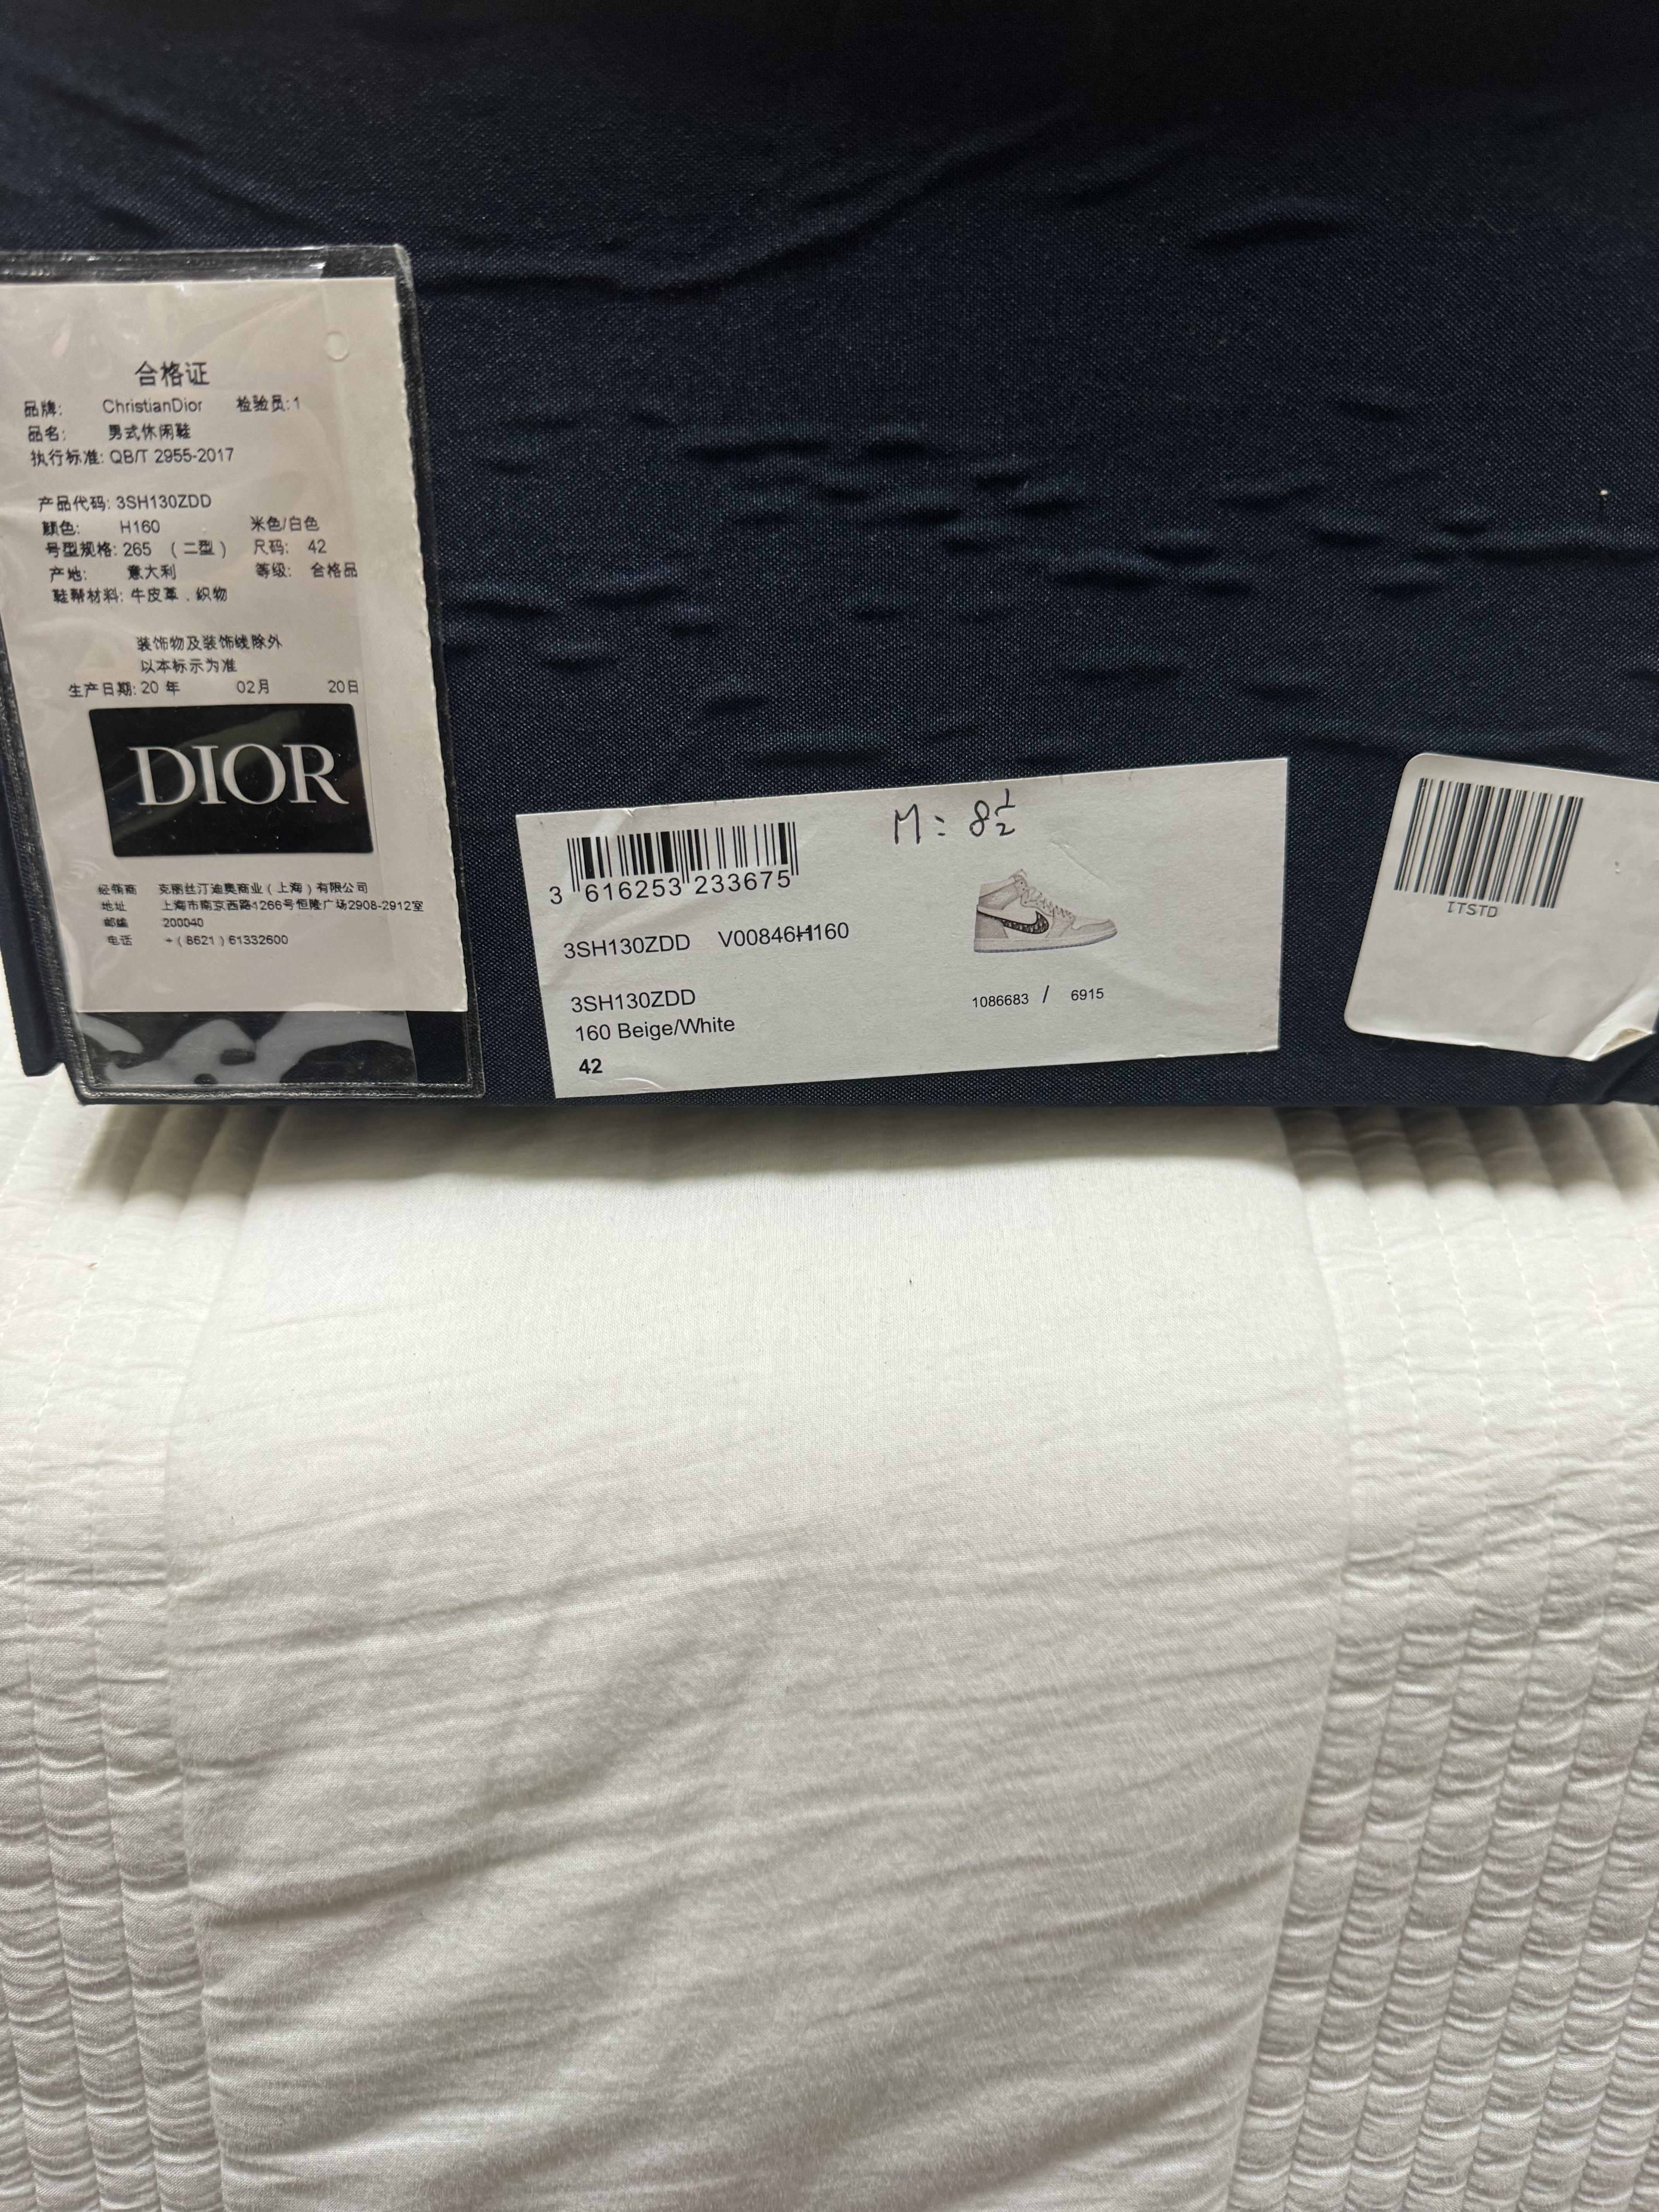 合格证
品牌: ChristianDior 检验员:1
品名: 男式休闲鞋
执行标准: QB/T 2955-2017
产品代码: 3SH130ZDD
颜色: H160 米色/白色
号型规格: 265 (二型) 尺码: 42
产地: 意大利 等级: 合格品
鞋帮材料: 牛皮革 . 织物
装饰物及装饰线除外
以本标示为准
生产日期: 20 年 02月 20日
DIOR
经销商 克丽丝汀迪奥商业(上海)有限公司
地址 上海市南京西路1266号恒隆广场2908-2912室
邮编 200040
电话 +(8621)61332600
M: 8 1/2
3 616253 233675
3SH130ZDD V00846H160
3SH130ZDD
160 Beige/White
42
1086683 / 6915
ITSTD